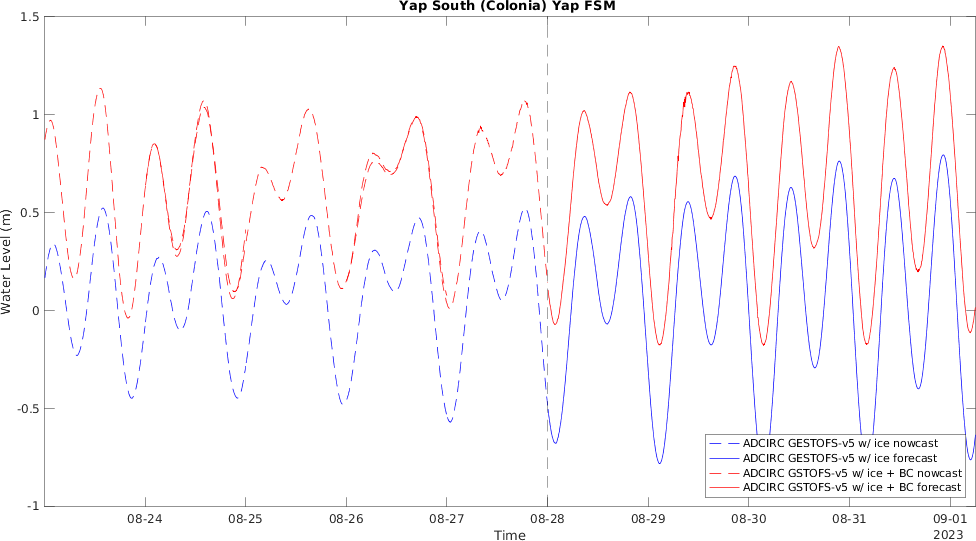 Yap South (Colonia) Yap FSM
1.5
1
0.5
0
-0.5
-1
Water Level (m)
ADCIRC GESTOFS-v5 w/ ice nowcast
ADCIRC GESTOFS-v5 w/ ice forecast
ADCIRC GSTOFS-v5 w/ ice + BC nowcast
ADCIRC GSTOFS-v5 w/ ice + BC forecast
08-24 08-25 08-26 08-27 08-28 08-29 08-30 08-31 09-01
Time
2023